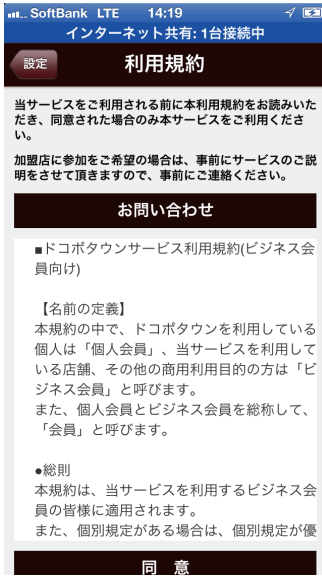 SoftBank LTE 14:19
インターネット共有: 1台接続中
設定
利用規約
当サービスをご利用される前に本利用規約をお読みいた
だき、同意された場合のみ本サービスをご利用くださ
い。
加盟店に参加をご希望の場合は、事前にサービスのご説
明をさせて頂きますので、事前にご連絡ください。
お問い合わせ
■ドコポタウンサービス利用規約(ビジネス会
員向け)
【名前の定義】
本規約の中で、ドコポタウンを利用している
個人は「個人会員」、当サービスを利用して
いる店舗、その他の商用利用目的の方は「ビ
ジネス会員」と呼びます。
また、個人会員とビジネス会員を総称して、
「会員」と呼びます。
●総則
本規約は、当サービスを利用するビジネス会
員の皆様に適用されます。
また、個別規定がある場合は、個別規定が優
同 意